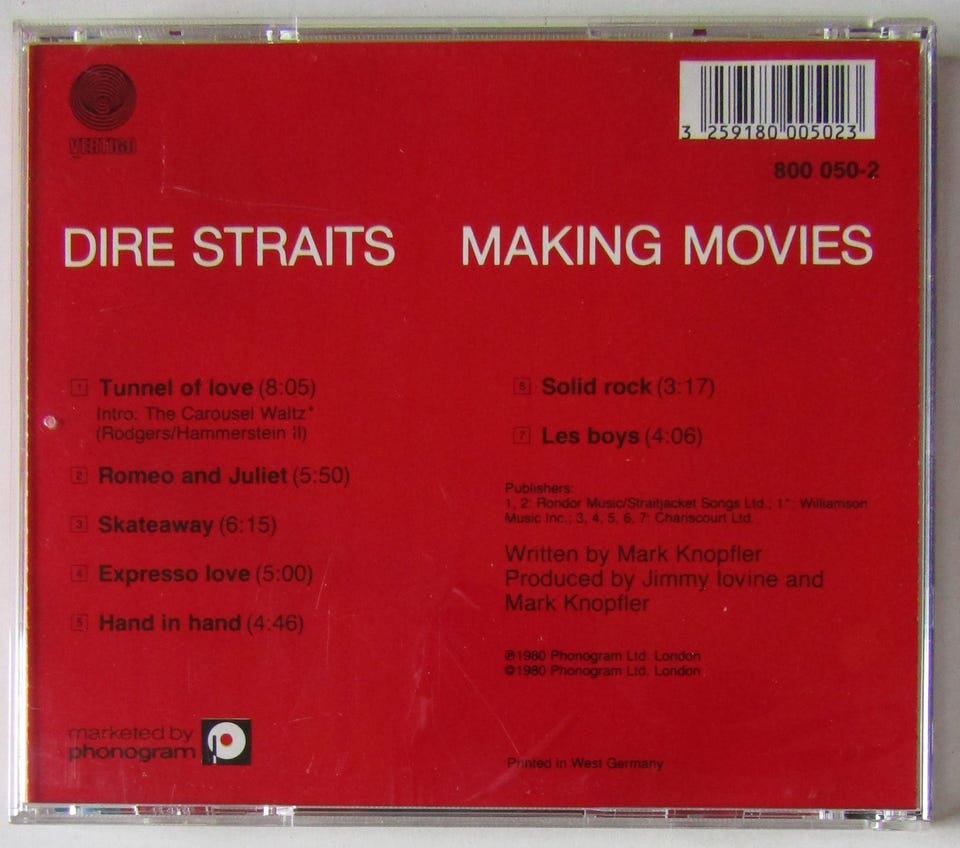 VERTIGO
3 259180 005023
800 050-2
DIRE STRAITS MAKING MOVIES
1 Tunnel of love (8:05)
Intro: The Carousel Waltz*
(Rodgers/Hammerstein II)
2 Romeo and Juliet (5:50)
3 Skateaway (6:15)
4 Expresso love (5:00)
5 Hand in hand (4:46)
6 Solid rock (3:17)
7 Les boys (4:06)
Publishers:
1, 2: Rondor Music/Straitjacket Songs Ltd.; 1*: Williamson
Music Inc.; 3, 4, 5, 6, 7: Chariscourt Ltd.
Written by Mark Knopfler
Produced by Jimmy Iovine and
Mark Knopfler
℗1980 Phonogram Ltd. London
©1980 Phonogram Ltd. London
marketed by
phonogram
Printed in West Germany